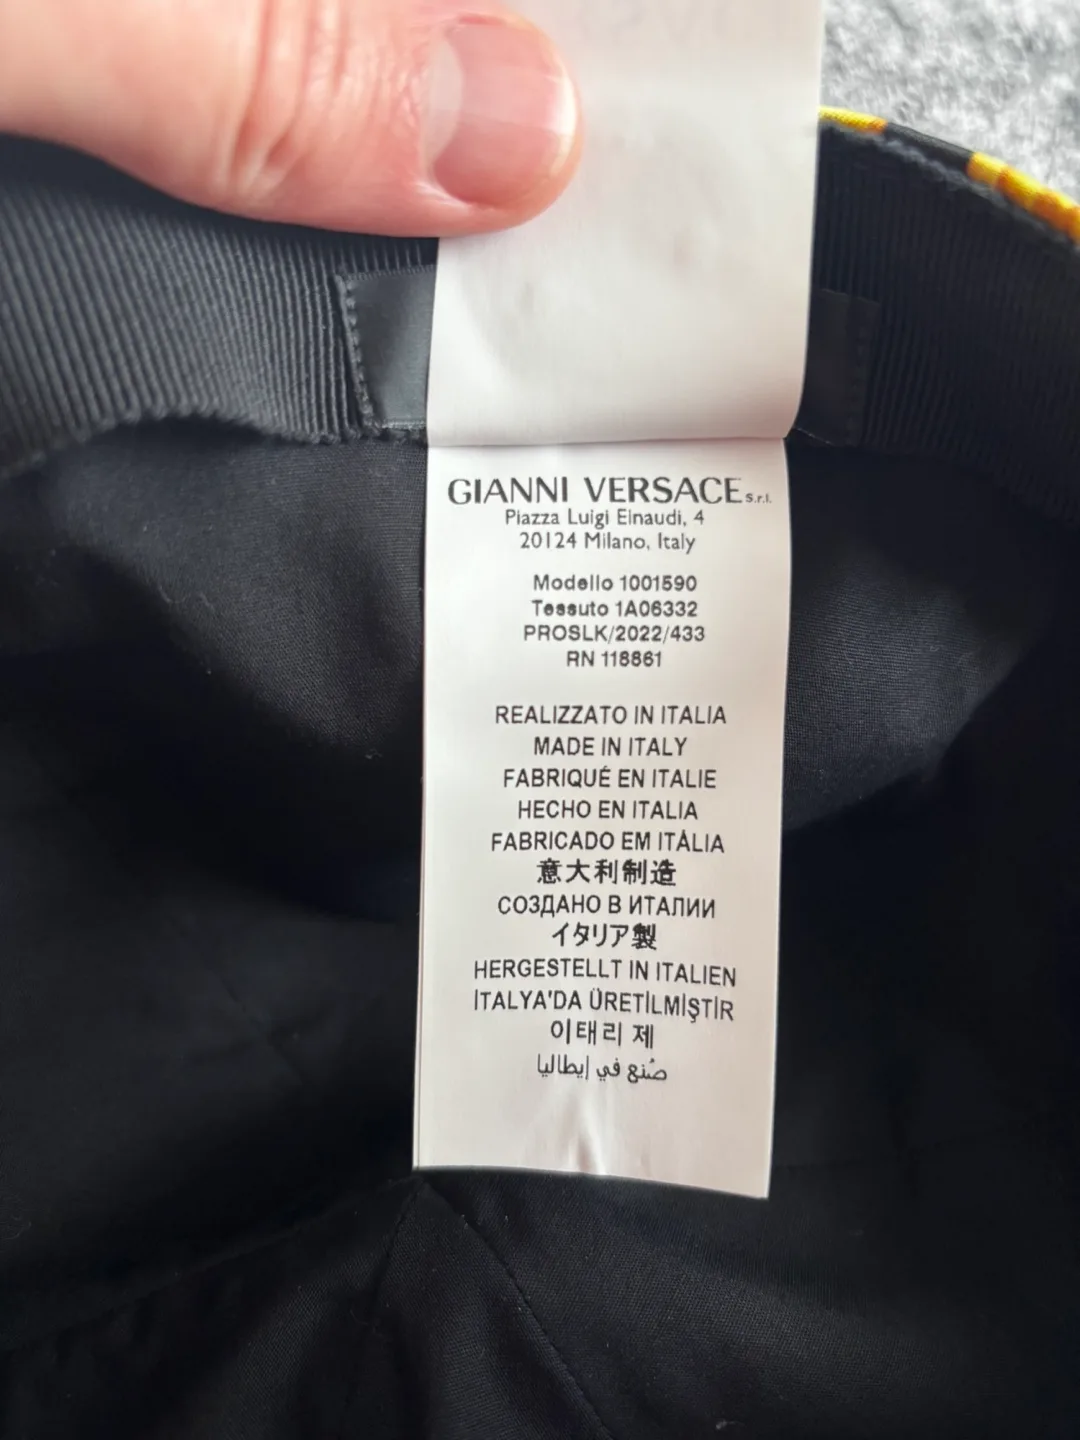 GIANNI VERSACE S.r.l.
Piazza Luigi Einaudi, 4
20124 Milano, Italy
Modello 1001590
Tessuto 1A06332
PROSLK/2022/433
RN 118861
REALIZZATO IN ITALIA
MADE IN ITALY
FABRIQUÉ EN ITALIE
HECHO EN ITALIA
FABRICADO EM ITÁLIA
意大利制造
СОЗДАНО В ИТАЛИИ
イタリア製
HERGESTELLT IN ITALIEN
İTALYA'DA ÜRETİLMİŞTİR
이태리 제
صُنع في إيطاليا